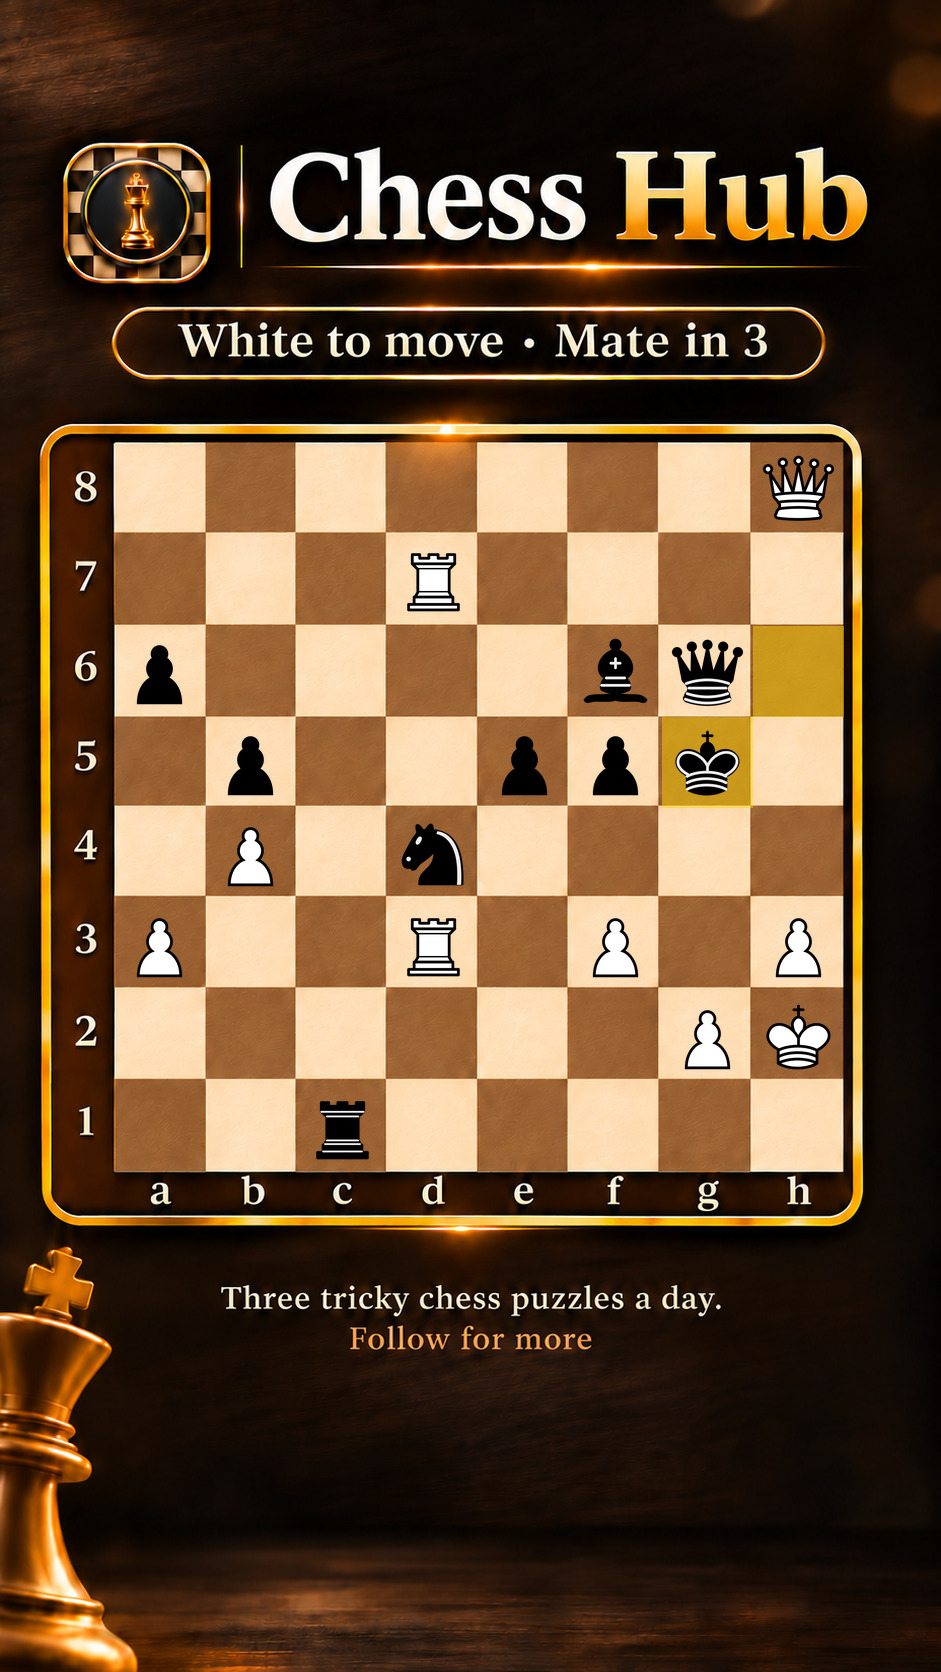 Chess Hub
White to move • Mate in 3
8
7
6
5
4
3
2
1
a b c d e f g h
Three tricky chess puzzles a day.
Follow for more